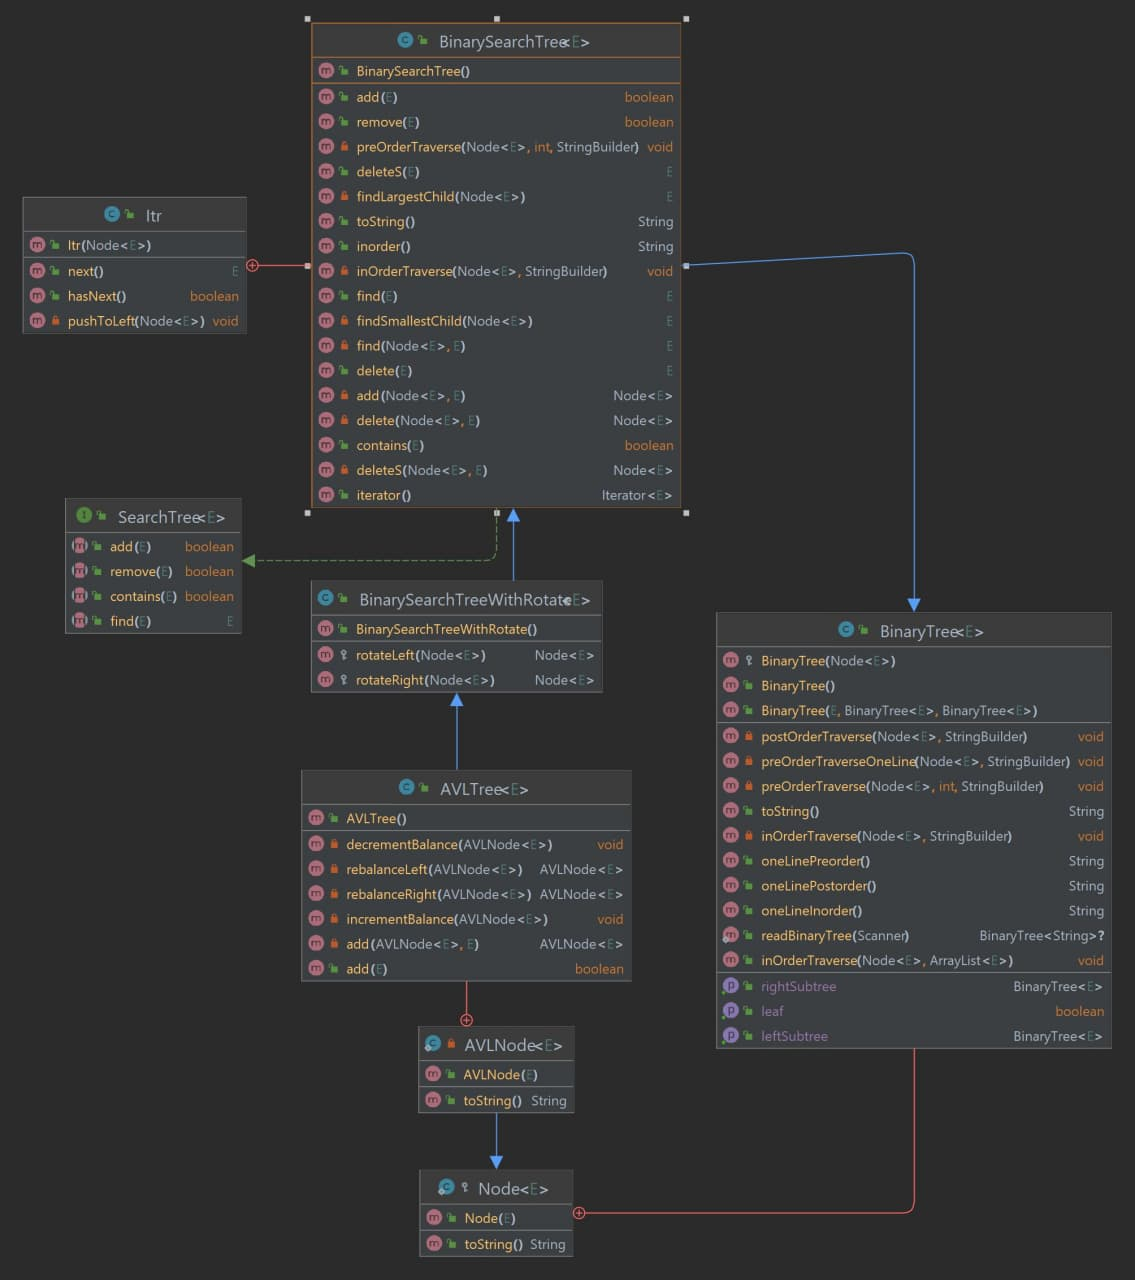 BinarySearchTree<E>
BinarySearchTree()
add(E) boolean
remove(E) boolean
preOrderTraverse(Node<E>, int, StringBuilder) void
deleteS(E) E
findLargestChild(Node<E>) E
toString() String
inorder() String
inOrderTraverse(Node<E>, StringBuilder) void
find(E) E
findSmallestChild(Node<E>) E
find(Node<E>, E) E
delete(E) E
add(Node<E>, E) Node<E>
delete(Node<E>, E) Node<E>
contains(E) boolean
deleteS(Node<E>, E) Node<E>
iterator() Iterator<E>
Itr
Itr(Node<E>)
next() E
hasNext() boolean
pushToLeft(Node<E>) void
SearchTree<E>
add(E) boolean
remove(E) boolean
contains(E) boolean
find(E) E
BinarySearchTreeWithRotate<E>
BinarySearchTreeWithRotate()
rotateLeft(Node<E>) Node<E>
rotateRight(Node<E>) Node<E>
BinaryTree<E>
BinaryTree(Node<E>)
BinaryTree()
BinaryTree(E, BinaryTree<E>, BinaryTree<E>)
postOrderTraverse(Node<E>, StringBuilder) void
preOrderTraverseOneLine(Node<E>, StringBuilder) void
preOrderTraverse(Node<E>, int, StringBuilder) void
toString() String
inOrderTraverse(Node<E>, StringBuilder) void
oneLinePreorder() String
oneLinePostorder() String
oneLineInorder() String
readBinaryTree(Scanner) BinaryTree<String>?
inOrderTraverse(Node<E>, ArrayList<E>) void
rightSubtree BinaryTree<E>
leaf boolean
leftSubtree BinaryTree<E>
AVLTree<E>
AVLTree()
decrementBalance(AVLNode<E>) void
rebalanceLeft(AVLNode<E>) AVLNode<E>
rebalanceRight(AVLNode<E>) AVLNode<E>
incrementBalance(AVLNode<E>) void
add(AVLNode<E>, E) AVLNode<E>
add(E) boolean
AVLNode<E>
AVLNode(E)
toString() String
Node<E>
Node(E)
toString() String